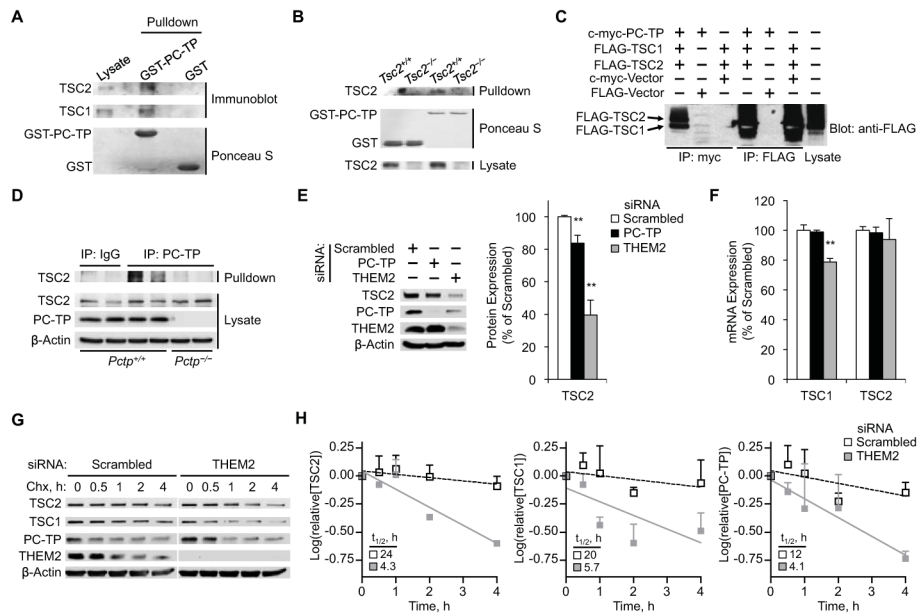 A
Pulldown
Lysate
GST-PC-TP
GST
TSC2
TSC1
Immunoblot
GST-PC-TP
GST
Ponceau S
B
Tsc2+/+
Tsc2−/−
Tsc2+/+
Tsc2−/−
TSC2
Pulldown
GST-PC-TP
GST
Ponceau S
TSC2
Lysate
C
c-myc-PC-TP + + + +
FLAG-TSC1 + − + − +
FLAG-TSC2 + − + − +
c-myc-Vector − − − − +
FLAG-Vector − + − + −
FLAG-TSC2
FLAG-TSC1
Blot: anti-FLAG
IP: myc
IP: FLAG
Lysate
D
IP: IgG
IP: PC-TP
TSC2
Pulldown
TSC2
PC-TP
β-Actin
Lysate
Pctp+/+
Pctp−/−
E
siRNA:
Scrambled + − −
PC-TP − + −
THEM2 − − +
TSC2
PC-TP
THEM2
β-Actin
siRNA
Scrambled
PC-TP
THEM2
Protein Expression
(% of Scrambled)
100
80
60
40
20
0
**
**
TSC2
F
mRNA Expression
(% of Scrambled)
120
100
80
60
40
20
0
**
TSC1
TSC2
G
siRNA:
Scrambled
THEM2
Chx, h: 0 0.5 1 2 4 0 0.5 1 2 4
TSC2
TSC1
PC-TP
THEM2
β-Actin
H
siRNA
Scrambled
THEM2
Log(relative[TSC2])
0.25
0.00
-0.25
-0.50
-0.75
t1/2, h
24
4.3
0 1 2 3 4
Time, h
Log(relative[TSC1])
0.25
0.00
-0.25
-0.50
-0.75
t1/2, h
20
5.7
0 1 2 3 4
Time, h
Log(relative[PC-TP])
0.25
0.00
-0.25
-0.50
-0.75
t1/2, h
12
4.1
0 1 2 3 4
Time, h